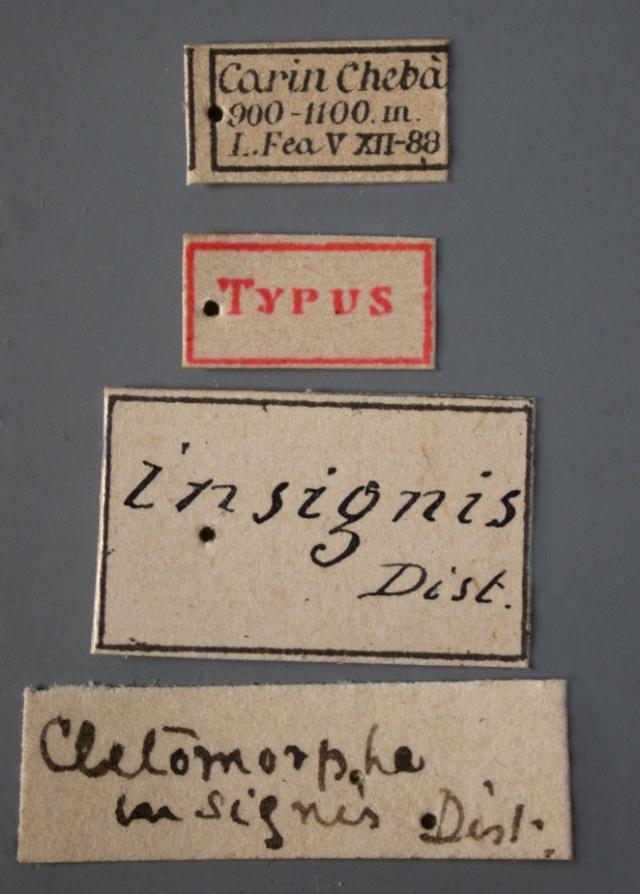 Carin Chebà
900-1100. m.
L. Fea V XII-88
TYPUS
insignis
Dist.
Cletomorpha
insignis Dist.